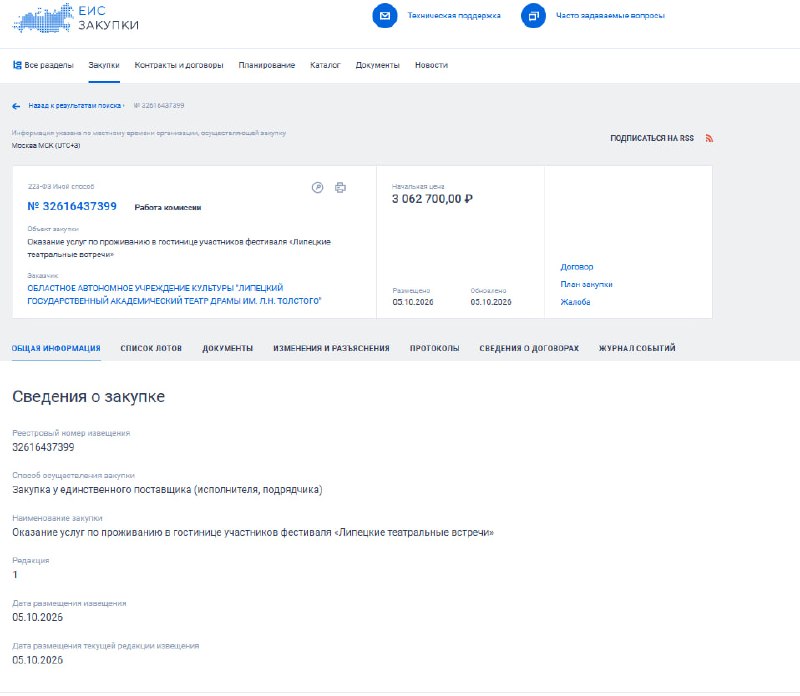 ЕИС
ЗАКУПКИ
Техническая поддержка
Часто задаваемые вопросы
Все разделы
Закупки
Контракты и договоры
Планирование
Каталог
Документы
Новости
Назад к результатам поиска
№ 32616437399
Информация указана по местному времени организации, осуществляющей закупку
Москва МСК (UTC+3)
ПОДПИСАТЬСЯ НА RSS
223-ФЗ Иной способ
№ 32616437399
Работа комиссии
Объект закупки
Оказание услуг по проживанию в гостинице участников фестиваля «Липецкие
театральные встречи»
Заказчик
ОБЛАСТНОЕ АВТОНОМНОЕ УЧРЕЖДЕНИЕ КУЛЬТУРЫ "ЛИПЕЦКИЙ
ГОСУДАРСТВЕННЫЙ АКАДЕМИЧЕСКИЙ ТЕАТР ДРАМЫ ИМ. Л.Н. ТОЛСТОГО"
Начальная цена
3 062 700,00 ₽
Размещено
05.10.2026
Обновлено
05.10.2026
Договор
План закупки
Жалоба
ОБЩАЯ ИНФОРМАЦИЯ
СПИСОК ЛОТОВ
ДОКУМЕНТЫ
ИЗМЕНЕНИЯ И РАЗЪЯСНЕНИЯ
ПРОТОКОЛЫ
СВЕДЕНИЯ О ДОГОВОРАХ
ЖУРНАЛ СОБЫТИЙ
Сведения о закупке
Реестровый номер извещения
32616437399
Способ осуществления закупки
Закупка у единственного поставщика (исполнителя, подрядчика)
Наименование закупки
Оказание услуг по проживанию в гостинице участников фестиваля «Липецкие театральные встречи»
Редакция
1
Дата размещения извещения
05.10.2026
Дата размещения текущей редакции извещения
05.10.2026